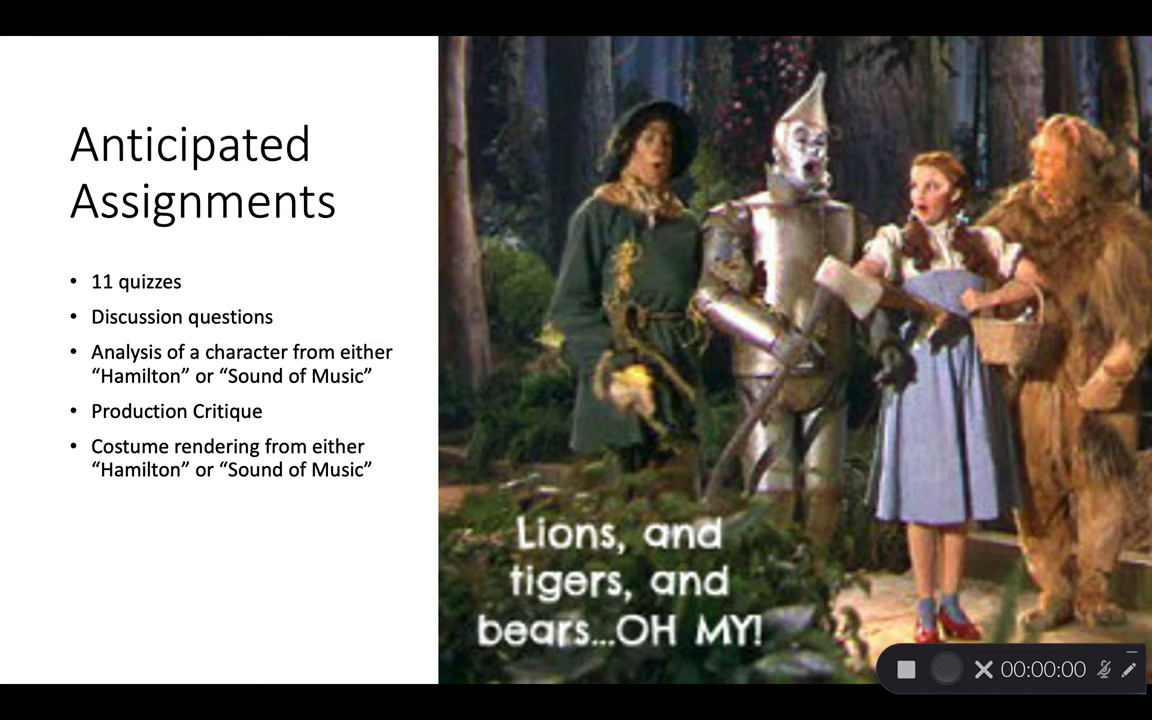 Anticipated
Assignments
• 11 quizzes
• Discussion questions
• Analysis of a character from either
“Hamilton” or “Sound of Music”
• Production Critique
• Costume rendering from either
“Hamilton” or “Sound of Music”
Lions, and
tigers, and
bears...OH MY!
00:00:00